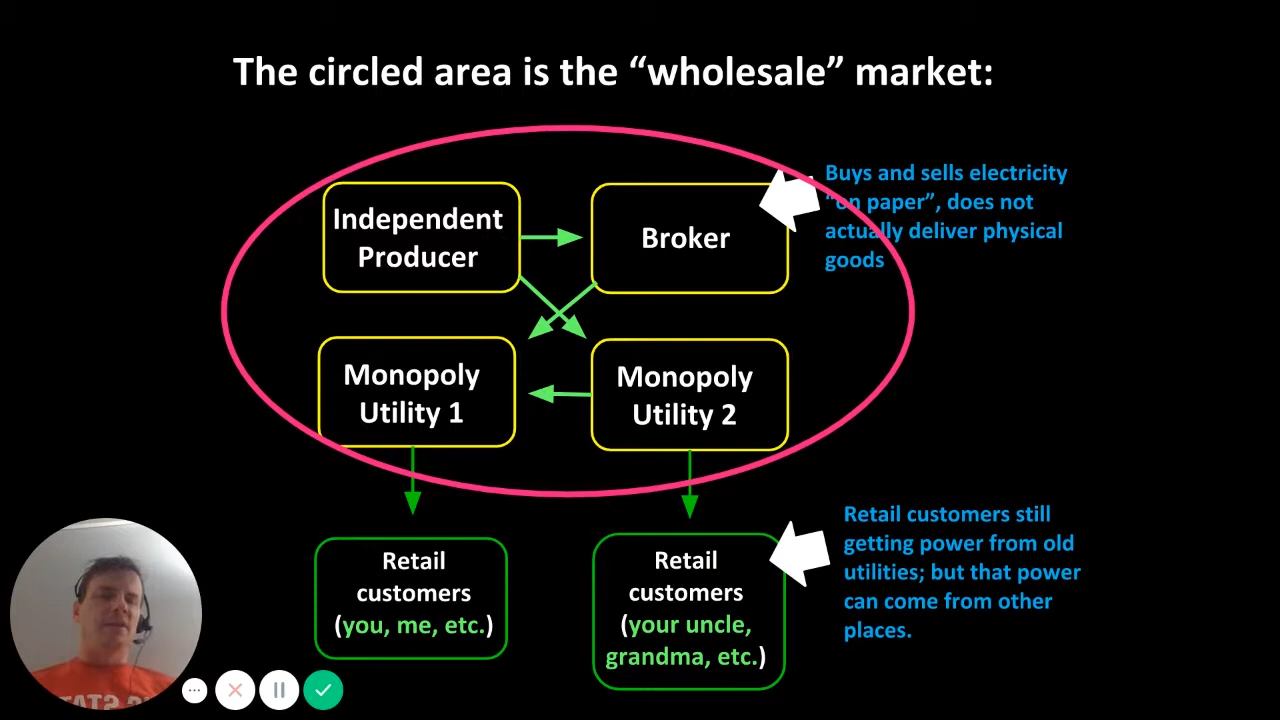 The circled area is the “wholesale” market:
Independent
Producer
Broker
Buys and sells electricity
“on paper”, does not
actually deliver physical
goods
Monopoly
Utility 1
Monopoly
Utility 2
Retail
customers
(you, me, etc.)
Retail
customers
(your uncle,
grandma, etc.)
Retail customers still
getting power from old
utilities; but that power
can come from other
places.